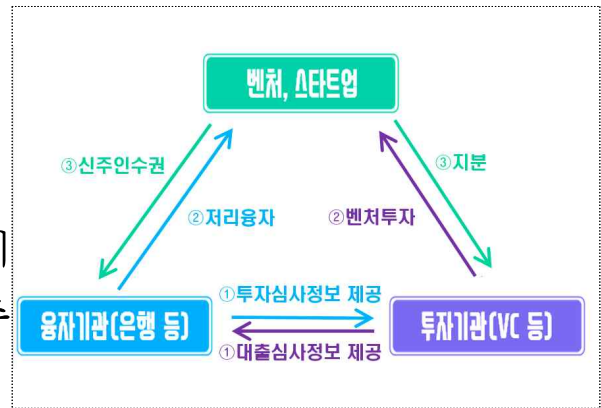 벤처, 스타트업
③신주인수권
③지분
②저리융자
②벤처투자
①투자심사정보 제공
융자기관(은행 등)
투자기관(VC 등)
①대출심사정보 제공